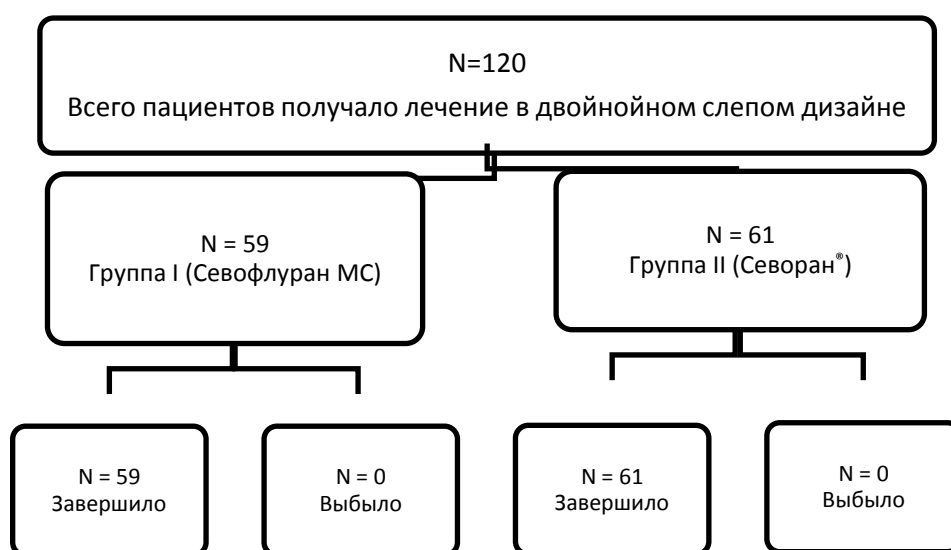 N=120
Всего пациентов получало лечение в двойнойном слепом дизайне
N = 59
Группа I (Севофлуран МС)
N = 61
Группа II (Севоран®)
N = 59
Завершило
N = 0
Выбыло
N = 61
Завершило
N = 0
Выбыло